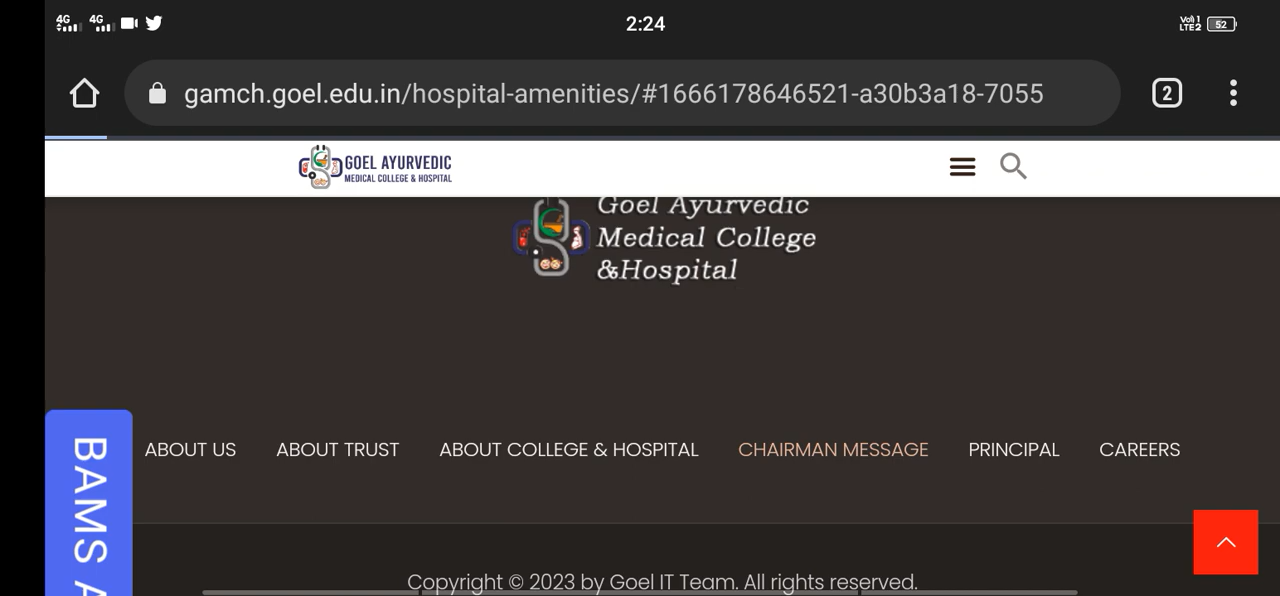 4G 4G 2:24 Vo) 1 LTE2 52
gamch.goel.edu.in/hospital-amenities/#1666178646521-a30b3a18-7055 2
GOEL AYURVEDIC
MEDICAL COLLEGE & HOSPITAL
Goel Ayurvedic
Medical College
&Hospital
ABOUT US ABOUT TRUST ABOUT COLLEGE & HOSPITAL CHAIRMAN MESSAGE PRINCIPAL CAREERS
BAMS A
Copyright © 2023 by Goel IT Team. All rights reserved.